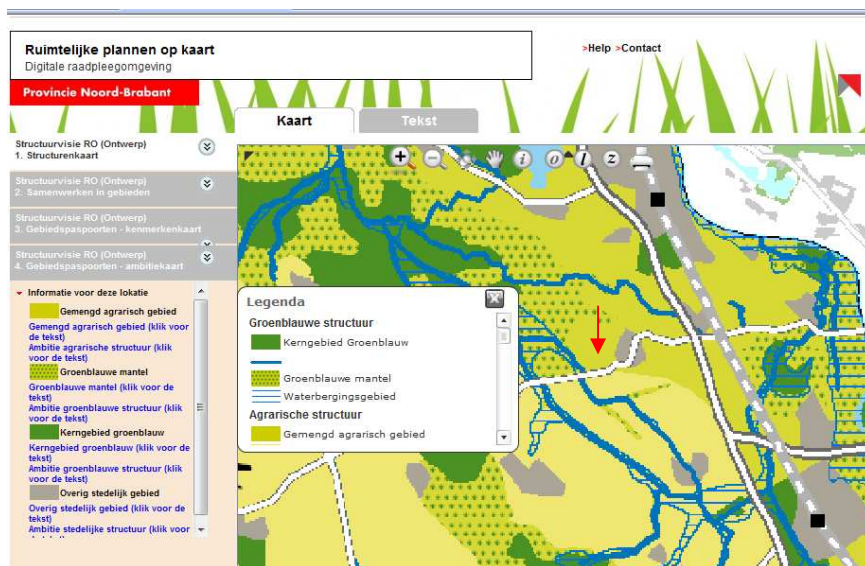 Ruimtelijke plannen op kaart
Digitale raadpleegomgeving
>Help >Contact
Provincie Noord-Brabant
Kaart
Tekst
Structuurvisie RO (Ontwerp)
1. Structurenkaart
Structuurvisie RO (Ontwerp)
2. Samenwerken in gebieden
Structuurvisie RO (Ontwerp)
3. Gebiedspaspoorten - kenmerkenkaart
Structuurvisie RO (Ontwerp)
4. Gebiedspaspoorten - ambitiekaart
Informatie voor deze lokatie
Gemengd agrarisch gebied
Gemengd agrarisch gebied (klik voor
de tekst)
Ambitie agrarische structuur (klik
voor de tekst)
Groenblauwe mantel
Groenblauwe mantel (klik voor de
tekst)
Ambitie groenblauwe structuur (klik
voor de tekst)
Kerngebied groenblauw
Kerngebied groenblauw (klik voor de
tekst)
Ambitie groenblauwe structuur (klik
voor de tekst)
Overig stedelijk gebied
Overig stedelijk gebied (klik voor de
tekst)
Ambitie stedelijke structuur (klik voor
de tekst)
i
o
l
z
Legenda
Groenblauwe structuur
Kerngebied Groenblauw
Groenblauwe mantel
Waterbergingsgebied
Agrarische structuur
Gemengd agrarisch gebied